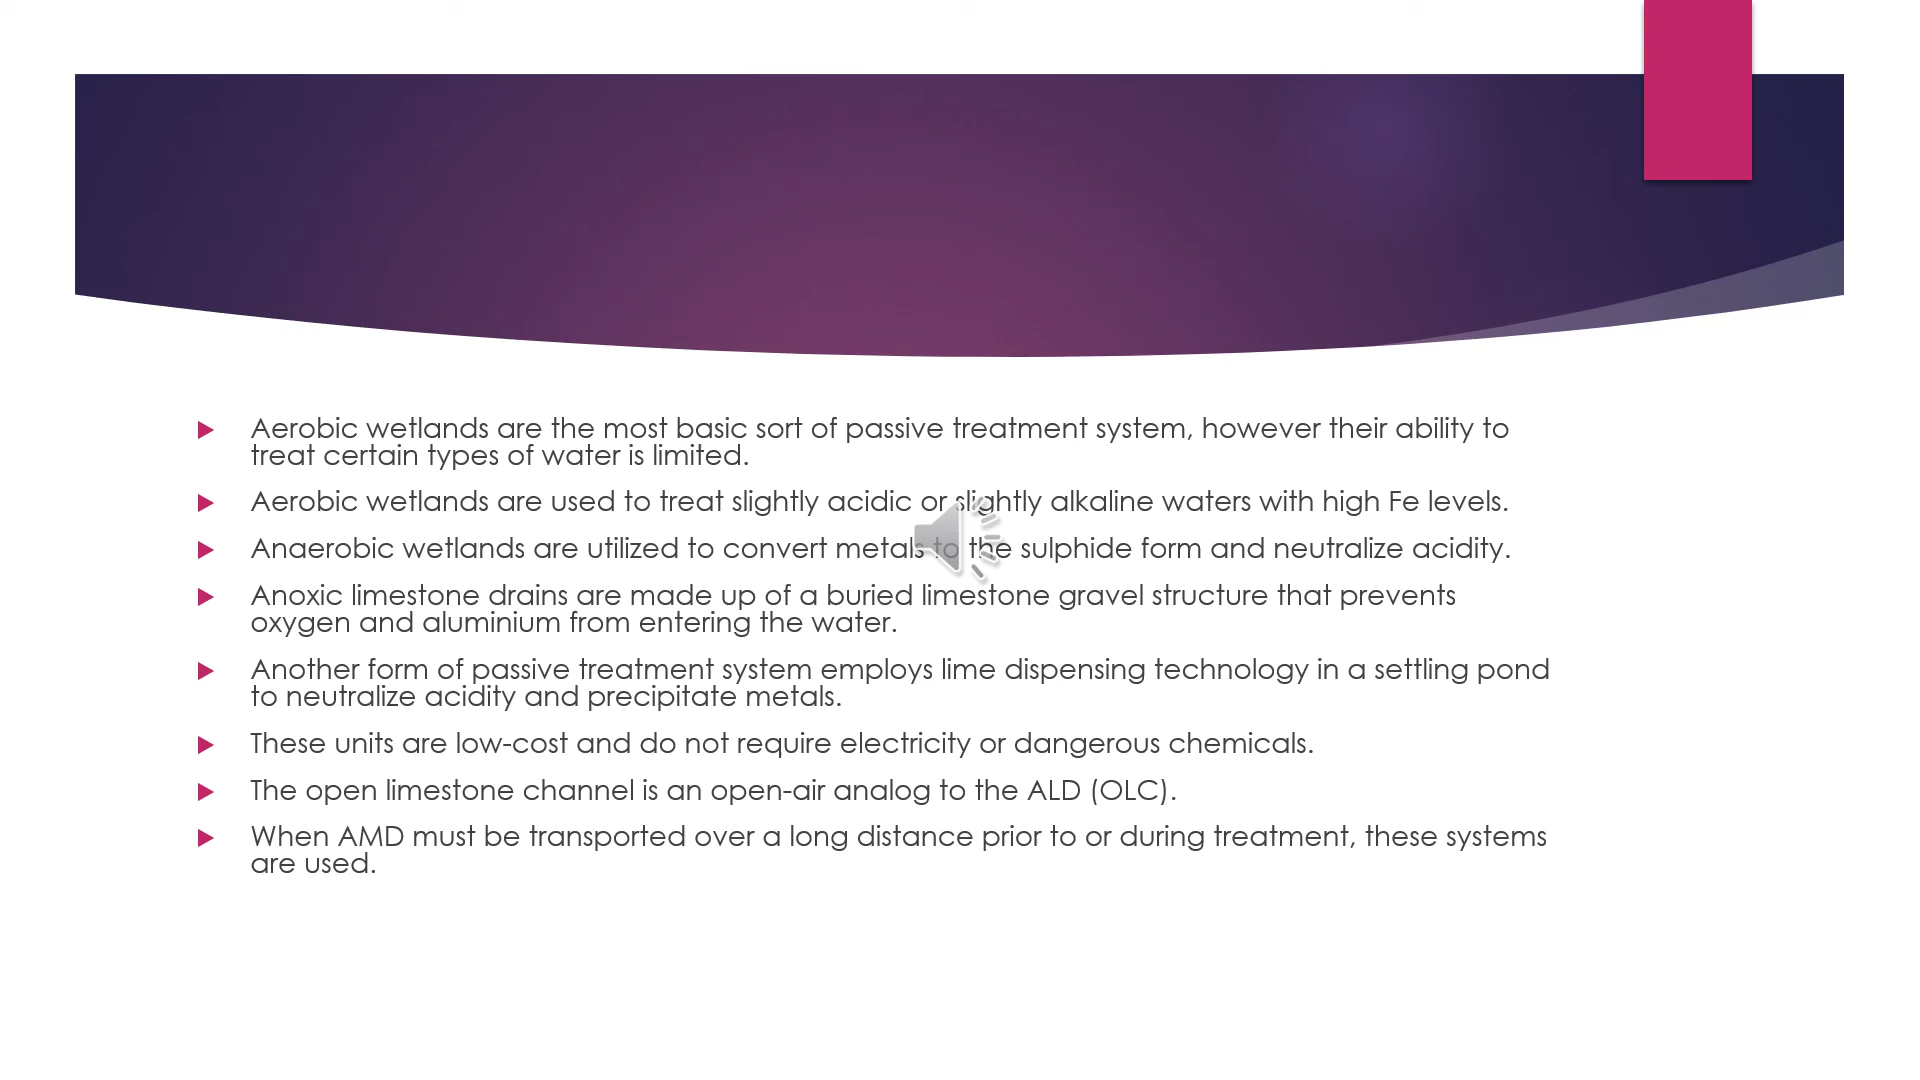 Aerobic wetlands are the most basic sort of passive treatment system, however their ability to
treat certain types of water is limited.
Aerobic wetlands are used to treat slightly acidic or slightly alkaline waters with high Fe levels.
Anaerobic wetlands are utilized to convert metals to the sulphide form and neutralize acidity.
Anoxic limestone drains are made up of a buried limestone gravel structure that prevents
oxygen and aluminium from entering the water.
Another form of passive treatment system employs lime dispensing technology in a settling pond
to neutralize acidity and precipitate metals.
These units are low-cost and do not require electricity or dangerous chemicals.
The open limestone channel is an open-air analog to the ALD (OLC).
When AMD must be transported over a long distance prior to or during treatment, these systems
are used.